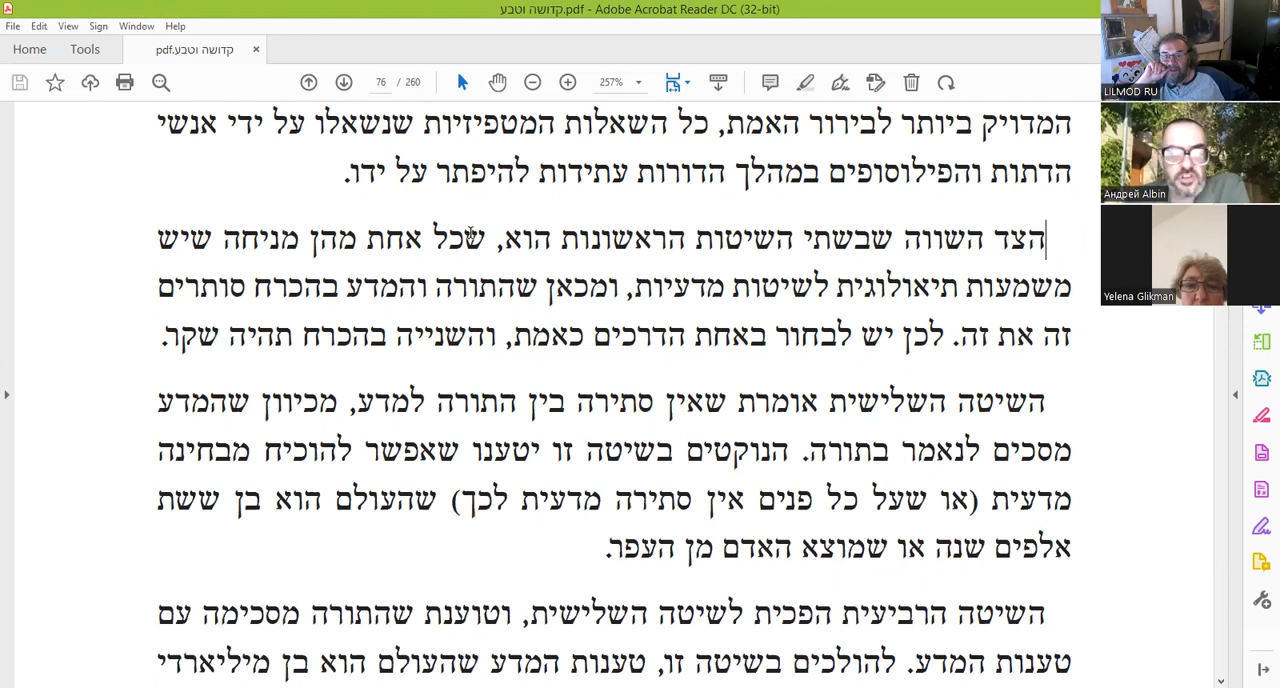 קדושה וטבע.pdf - Adobe Acrobat Reader DC (32-bit)
File Edit View Sign Window Help
Home Tools קדושה וטבע.pdf ×
76 / 260 257%
המדויק ביותר לבירור האמת, כל השאלות המטפיזיות שנשאלו על ידי אנשי
הדתות והפילוסופים במהלך הדורות עתידות להיפתר על ידו.
הצד השווה שבשתי השיטות הראשונות הוא, שכל אחת מהן מניחה שיש
משמעות תיאולוגית לשיטות מדעיות, ומכאן שהתורה והמדע בהכרח סותרים
זה את זה. לכן יש לבחור באחת הדרכים כאמת, והשנייה בהכרח תהיה שקר.
השיטה השלישית אומרת שאין סתירה בין התורה למדע, מכיוון שהמדע
מסכים לנאמר בתורה. הנוקטים בשיטה זו יטענו שאפשר להוכיח מבחינה
מדעית (או שעל כל פנים אין סתירה מדעית לכך) שהעולם הוא בן ששת
אלפים שנה או שמוצא האדם מן העפר.
השיטה הרביעית הפכית לשיטה השלישית, וטוענת שהתורה מסכימה עם
טענות המדע. להולכים בשיטה זו, טענות המדע שהעולם הוא בן מיליארדי
LILMOD RU
Андрей Albin
Yelena Glikman